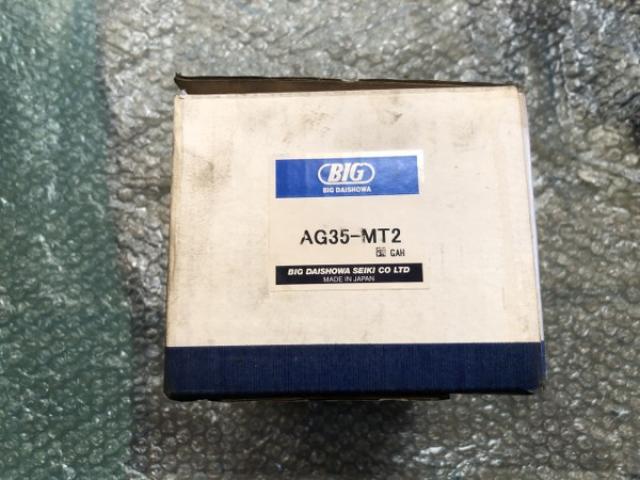 BIG
BIG DAISHOWA
AG35-MT2
GAH
BIG DAISHOWA SEIKI CO LTD
MADE IN JAPAN